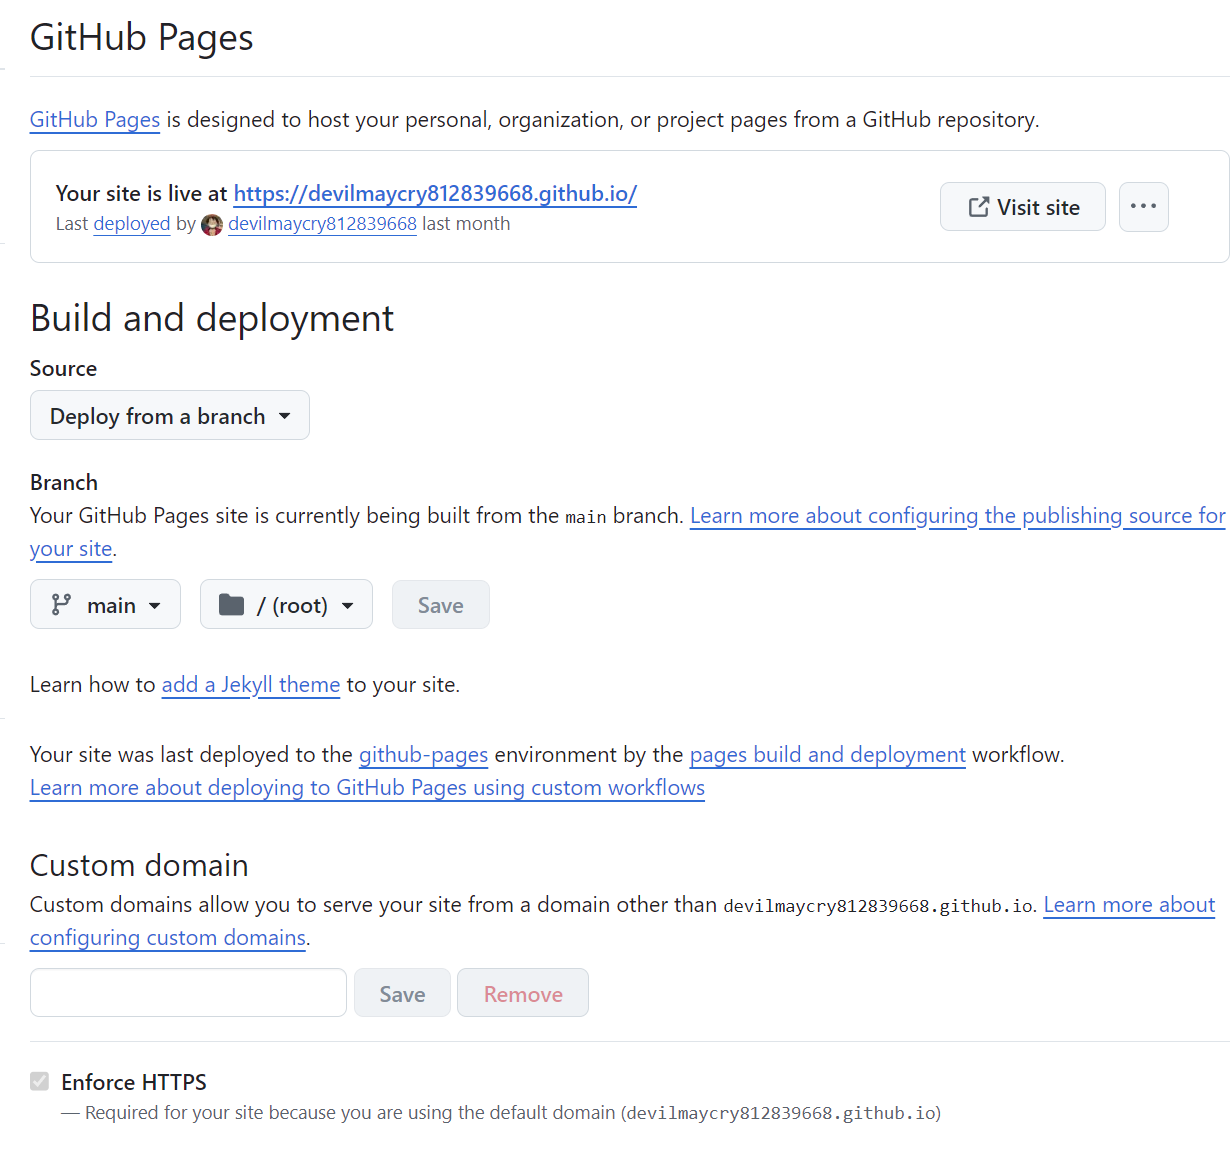 GitHub Pages
GitHub Pages is designed to host your personal, organization, or project pages from a GitHub repository.
Your site is live at https://devilmaycry812839668.github.io/
Last deployed by devilmaycry812839668 last month
Visit site
Build and deployment
Source
Deploy from a branch
Branch
Your GitHub Pages site is currently being built from the main branch. Learn more about configuring the publishing source for
your site.
main
/ (root)
Save
Learn how to add a Jekyll theme to your site.
Your site was last deployed to the github-pages environment by the pages build and deployment workflow.
Learn more about deploying to GitHub Pages using custom workflows
Custom domain
Custom domains allow you to serve your site from a domain other than devilmaycry812839668.github.io. Learn more about
configuring custom domains.
Save
Remove
Enforce HTTPS
— Required for your site because you are using the default domain (devilmaycry812839668.github.io)